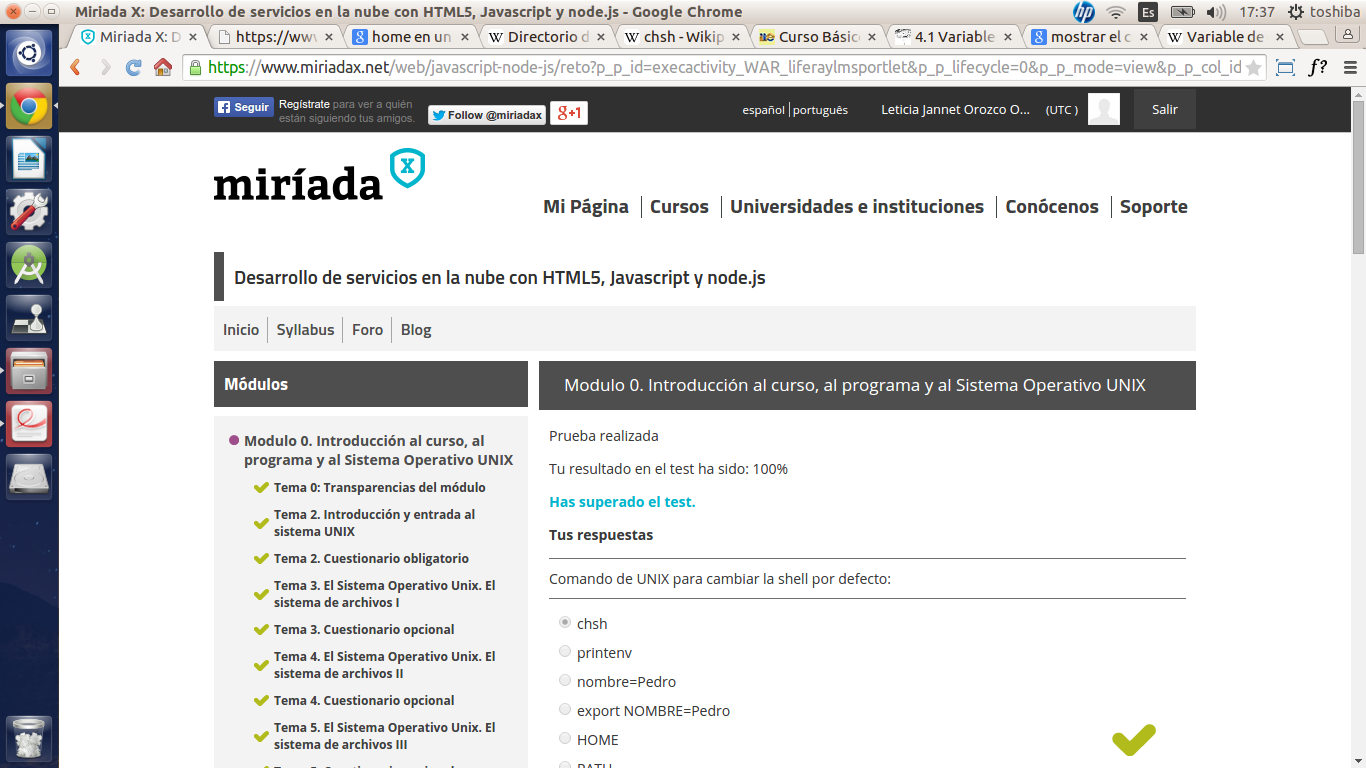 Miriada X: Desarrollo de servicios en la nube con HTML5, Javascript y node.js - Google Chrome
Es
17:37
toshiba
Miriada X: D
https://ww
home en un
Directorio d
chsh - Wikip
Curso Básic
4.1 Variable
mostrar el c
Variable de
https://www.miriadax.net/web/javascript-node-js/reto?p_p_id=execactivity_WAR_liferaylmsportlet&p_p_lifecycle=0&p_p_mode=view&p_p_col_id
f?
Seguir
Regístrate para ver a quién
están siguiendo tus amigos.
Follow @miriadax
g+1
español
português
Leticia Jannet Orozco O...
(UTC )
Salir
miríada x
Mi Página
Cursos
Universidades e instituciones
Conócenos
Soporte
Desarrollo de servicios en la nube con HTML5, Javascript y node.js
Inicio
Syllabus
Foro
Blog
Módulos
Modulo 0. Introducción al curso, al
programa y al Sistema Operativo UNIX
Tema 0: Transparencias del módulo
Tema 2. Introducción y entrada al
sistema UNIX
Tema 2. Cuestionario obligatorio
Tema 3. El Sistema Operativo Unix. El
sistema de archivos I
Tema 3. Cuestionario opcional
Tema 4. El Sistema Operativo Unix. El
sistema de archivos II
Tema 4. Cuestionario opcional
Tema 5. El Sistema Operativo Unix. El
sistema de archivos III
Modulo 0. Introducción al curso, al programa y al Sistema Operativo UNIX
Prueba realizada
Tu resultado en el test ha sido: 100%
Has superado el test.
Tus respuestas
Comando de UNIX para cambiar la shell por defecto:
chsh
printenv
nombre=Pedro
export NOMBRE=Pedro
HOME
PATH